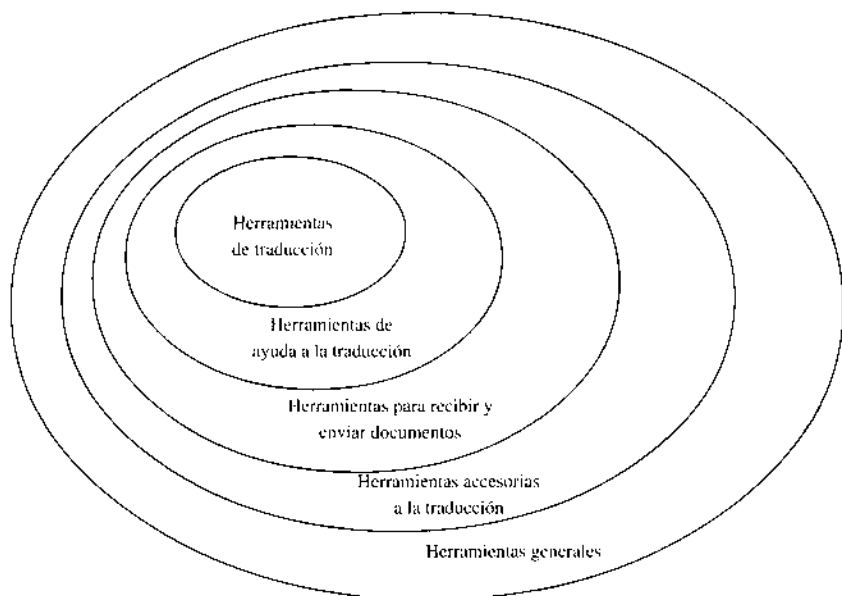 Herramientas
de traducción
Herramientas de
ayuda a la traducción
Herramientas para recibir y
enviar documentos
Herramientas accesorias
a la traducción
Herramientas generales